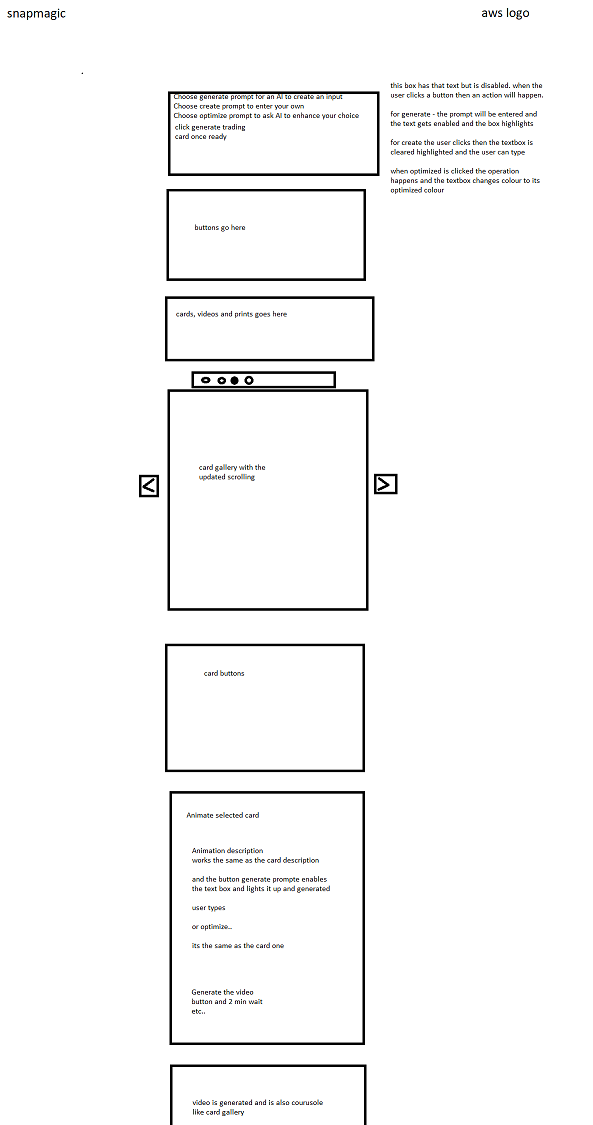 snapmagic
aws logo
Choose generate prompt for an AI to create an input
Choose create prompt to enter your own
Choose optimize prompt to ask AI to enhance your choice
click generate trading
card once ready
this box has that text but is disabled. when the
user clicks a button then an action will happen.
for generate - the prompt will be entered and
the text gets enabled and the box highlights
for create the user clicks then the textbox is
cleared highlighted and the user can type
when optimized is clicked the operation
happens and the textbox changes colour to its
optimized colour
buttons go here
cards, videos and prints goes here
<
card gallery with the
updated scrolling
>
card buttons
Animate selected card
Animation description
works the same as the card description
and the button generate prompte enables
the text box and lights it up and generated
user types
or optimize..
its the same as the card one
Generate the video
button and 2 min wait
etc..
video is generated and is also courusole
like card gallery